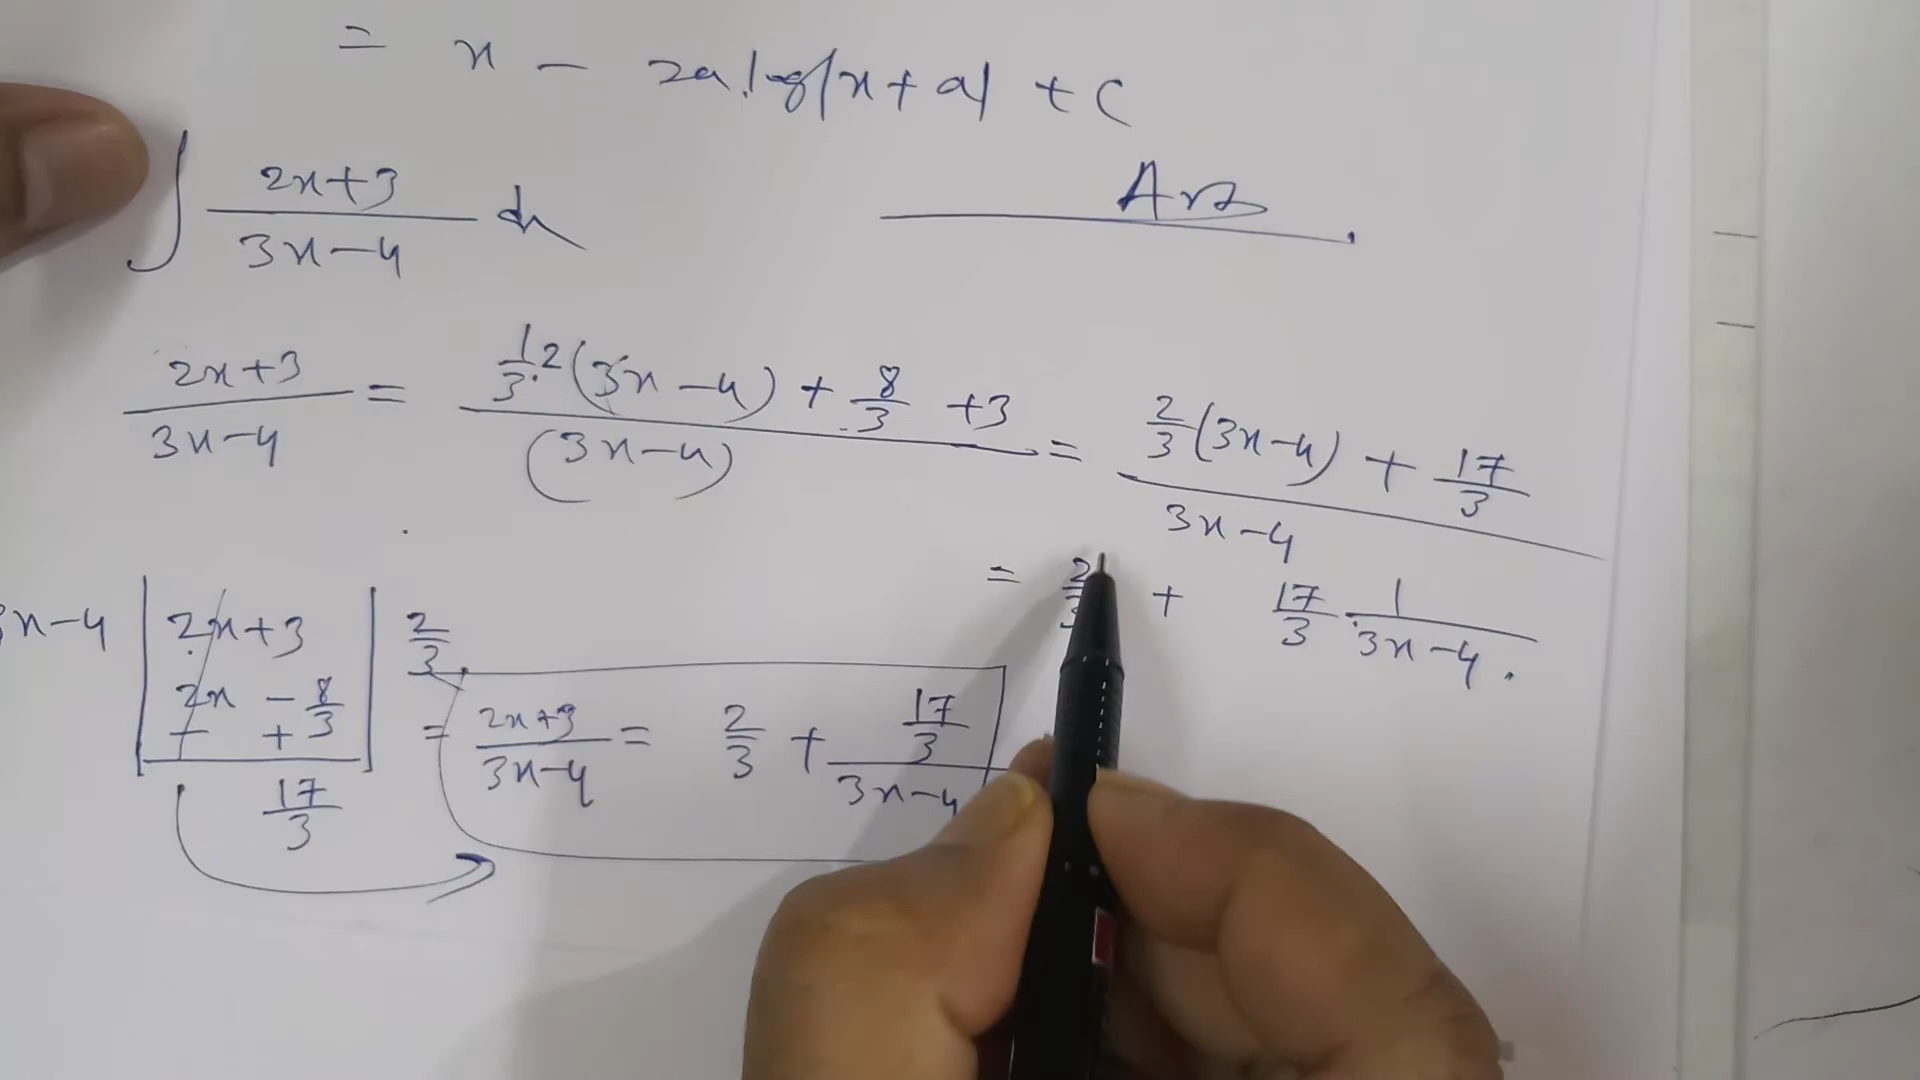 = x - 2a.log|x+a| + C
∫ 2x+3 / 3x-4 dx
Ans
2x+3 / 3x-4 = 1/3.2(3x-4) + 8/3 +3 / (3x-4) = 2/3(3x-4) + 17/3 / 3x-4
= 2/3 + 17/3 . 1/3x-4 .
3x-4 | 2x+3 | 2/3
2x - 8/3
- +
17/3
= 2x+3 / 3x-4 = 2/3 + 17/3 / 3x-4